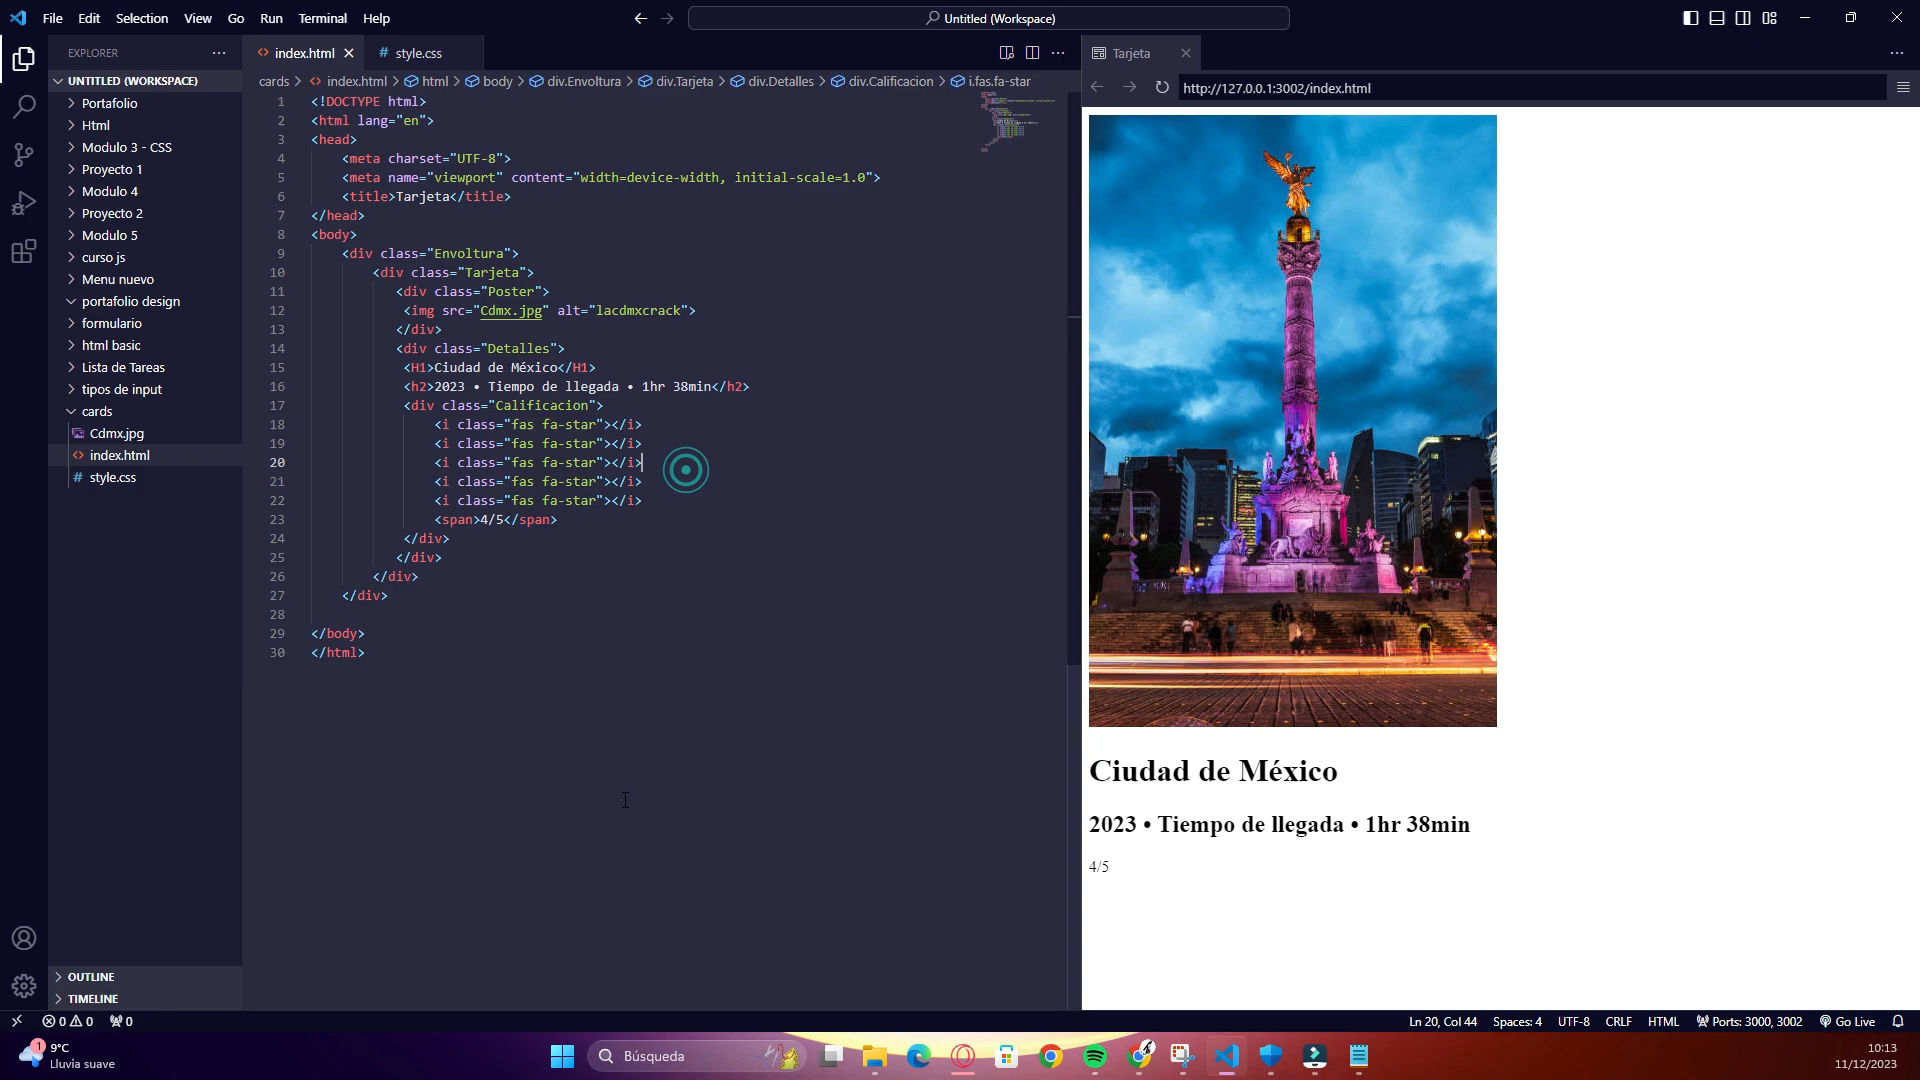 File Edit Selection View Go Run Terminal Help
Untitled (Workspace)
EXPLORER
UNTITLED (WORKSPACE)
Portafolio
Html
Modulo 3 - CSS
Proyecto 1
Modulo 4
Proyecto 2
Modulo 5
curso js
Menu nuevo
portafolio design
formulario
html basic
Lista de Tareas
tipos de input
cards
Cdmx.jpg
index.html
style.css
OUTLINE
TIMELINE
index.html
style.css
cards > index.html > html > body > div.Envoltura > div.Tarjeta > div.Detalles > div.Calificacion > i.fas.fa-star
1 <!DOCTYPE html>
2 <html lang="en">
3 <head>
4 <meta charset="UTF-8">
5 <meta name="viewport" content="width=device-width, initial-scale=1.0">
6 <title>Tarjeta</title>
7 </head>
8 <body>
9 <div class="Envoltura">
10 <div class="Tarjeta">
11 <div class="Poster">
12 <img src="Cdmx.jpg" alt="lacdmxcrack">
13 </div>
14 <div class="Detalles">
15 <H1>Ciudad de México</H1>
16 <h2>2023 • Tiempo de llegada • 1hr 38min</h2>
17 <div class="Calificacion">
18 <i class="fas fa-star"></i>
19 <i class="fas fa-star"></i>
20 <i class="fas fa-star"></i>
21 <i class="fas fa-star"></i>
22 <i class="fas fa-star"></i>
23 <span>4/5</span>
24 </div>
25 </div>
26 </div>
27 </div>
28
29 </body>
30 </html>
Tarjeta
http://127.0.0.1:3002/index.html
Ciudad de México
2023 • Tiempo de llegada • 1hr 38min
4/5
0 0 0
Ln 20, Col 44 Spaces: 4 UTF-8 CRLF HTML Ports: 3000, 3002 Go Live
1
9°C
Lluvia suave
Búsqueda
10:13
11/12/2023